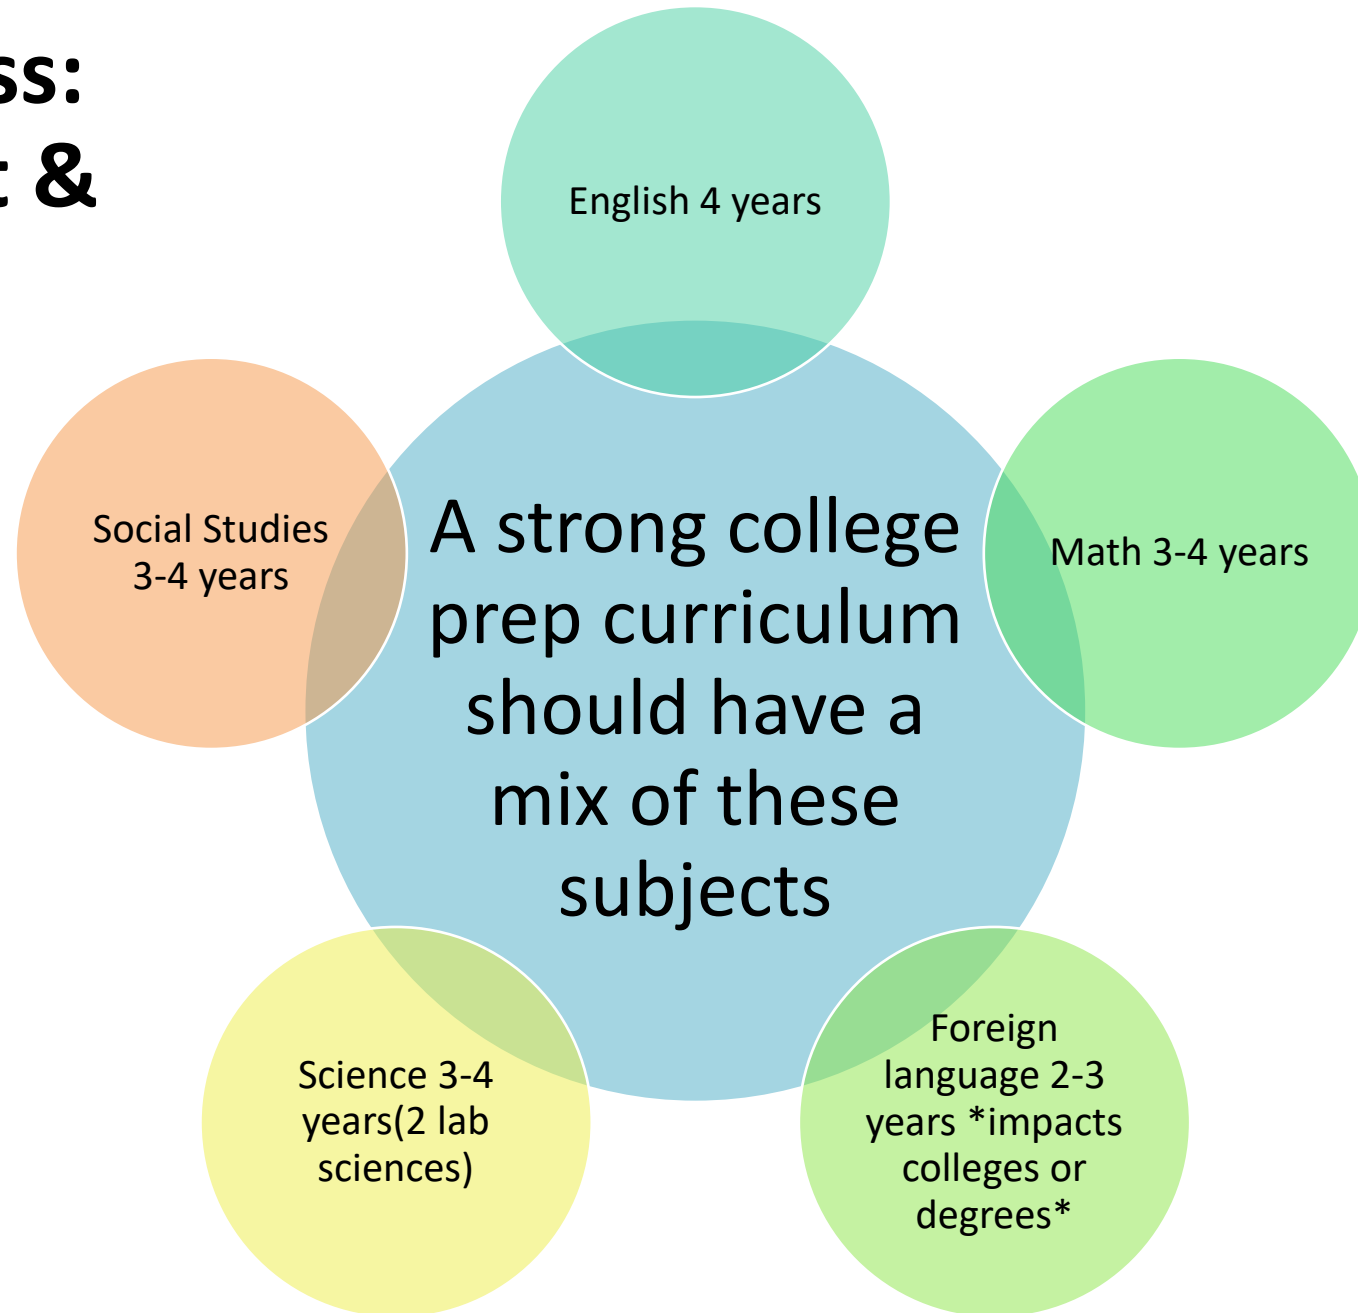 ss:
t &
English 4 years
Social Studies
3-4 years
A strong college
prep curriculum
should have a
mix of these
subjects
Math 3-4 years
Science 3-4
years(2 lab
sciences)
Foreign
language 2-3
years *impacts
colleges or
degrees*